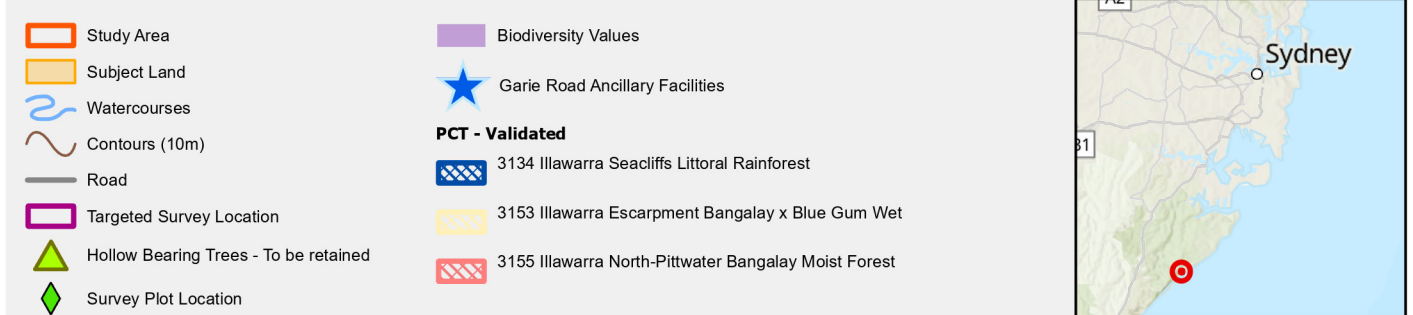 Study Area
Subject Land
Watercourses
Contours (10m)
Road
Targeted Survey Location
Hollow Bearing Trees - To be retained
Survey Plot Location
Biodiversity Values
Garie Road Ancillary Facilities
PCT - Validated
3134 Illawarra Seacliffs Littoral Rainforest
3153 Illawarra Escarpment Bangalay x Blue Gum Wet
3155 Illawarra North-Pittwater Bangalay Moist Forest
A2
Sydney